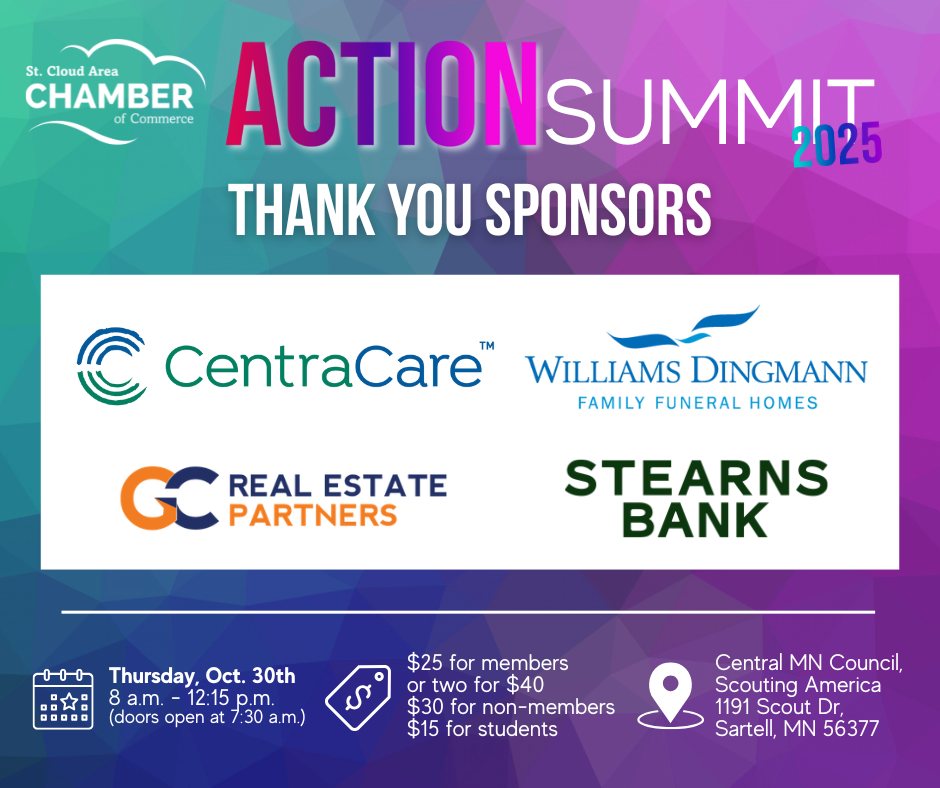 St. Cloud Area
CHAMBER
of Commerce
ACTION SUMMIT
2025
THANK YOU SPONSORS
CentraCare™
WILLIAMS DINGMANN
FAMILY FUNERAL HOMES
GC REAL ESTATE
PARTNERS
STEARNS
BANK
Thursday, Oct. 30th
8 a.m. - 12:15 p.m.
(doors open at 7:30 a.m.)
$
$25 for members
or two for $40
$30 for non-members
$15 for students
Central MN Council,
Scouting America
1191 Scout Dr,
Sartell, MN 56377